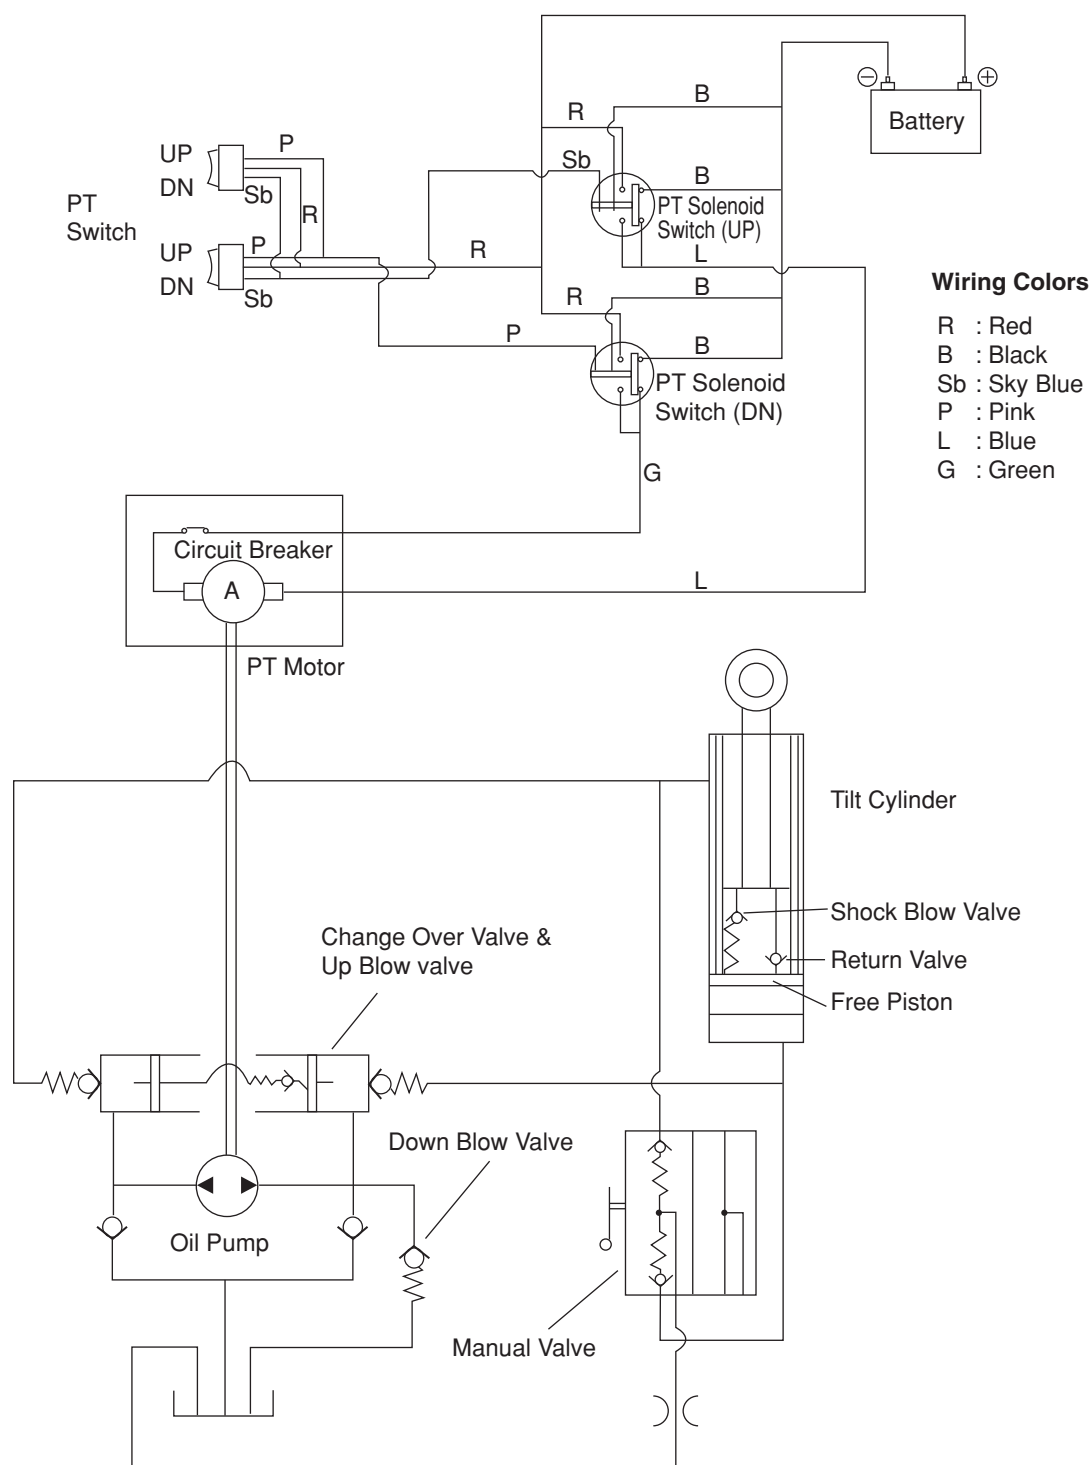 B
R
Battery
UP
P
Sb
DN
Sb
B
PT
Switch
R
PT Solenoid
Switch (UP)
UP
P
R
L
DN
Sb
R
B
Wiring Colors
R : Red
B : Black
Sb : Sky Blue
P : Pink
L : Blue
G : Green
P
B
PT Solenoid
Switch (DN)
G
Circuit Breaker
A
L
PT Motor
Tilt Cylinder
Shock Blow Valve
Return Valve
Free Piston
Change Over Valve &
Up Blow valve
Down Blow Valve
Oil Pump
Manual Valve